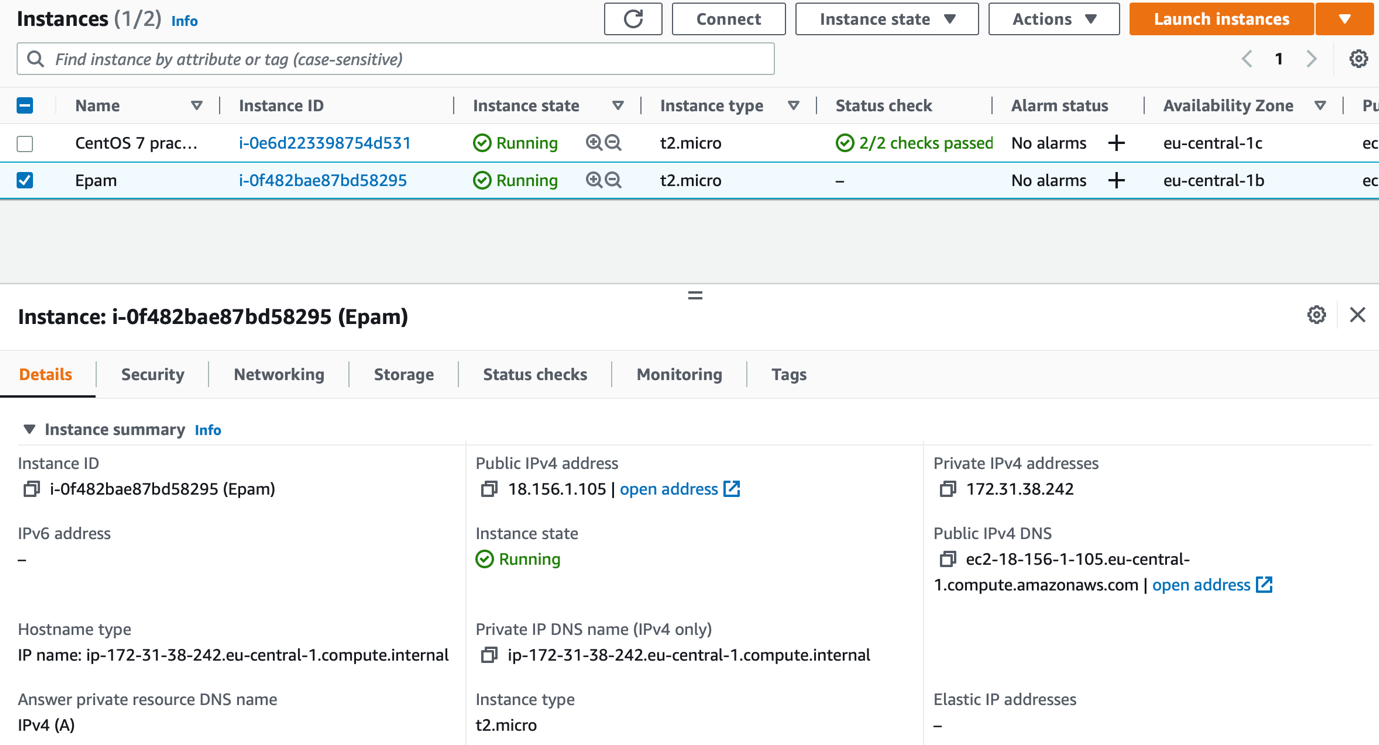 Instances (1/2) Info
Connect Instance state Actions Launch instances
Find instance by attribute or tag (case-sensitive)
1
Name Instance ID Instance state Instance type Status check Alarm status Availability Zone Pu
CentOS 7 prac... i-0e6d223398754d531 Running t2.micro 2/2 checks passed No alarms + eu-central-1c ec
Epam i-0f482bae87bd58295 Running t2.micro – No alarms + eu-central-1b ec
Instance: i-0f482bae87bd58295 (Epam)
Details Security Networking Storage Status checks Monitoring Tags
Instance summary Info
Instance ID Public IPv4 address Private IPv4 addresses
i-0f482bae87bd58295 (Epam) 18.156.1.105 | open address 172.31.38.242
IPv6 address Instance state Public IPv4 DNS
– Running ec2-18-156-1-105.eu-central-
1.compute.amazonaws.com | open address
Hostname type Private IP DNS name (IPv4 only)
IP name: ip-172-31-38-242.eu-central-1.compute.internal ip-172-31-38-242.eu-central-1.compute.internal
Answer private resource DNS name Instance type Elastic IP addresses
IPv4 (A) t2.micro –